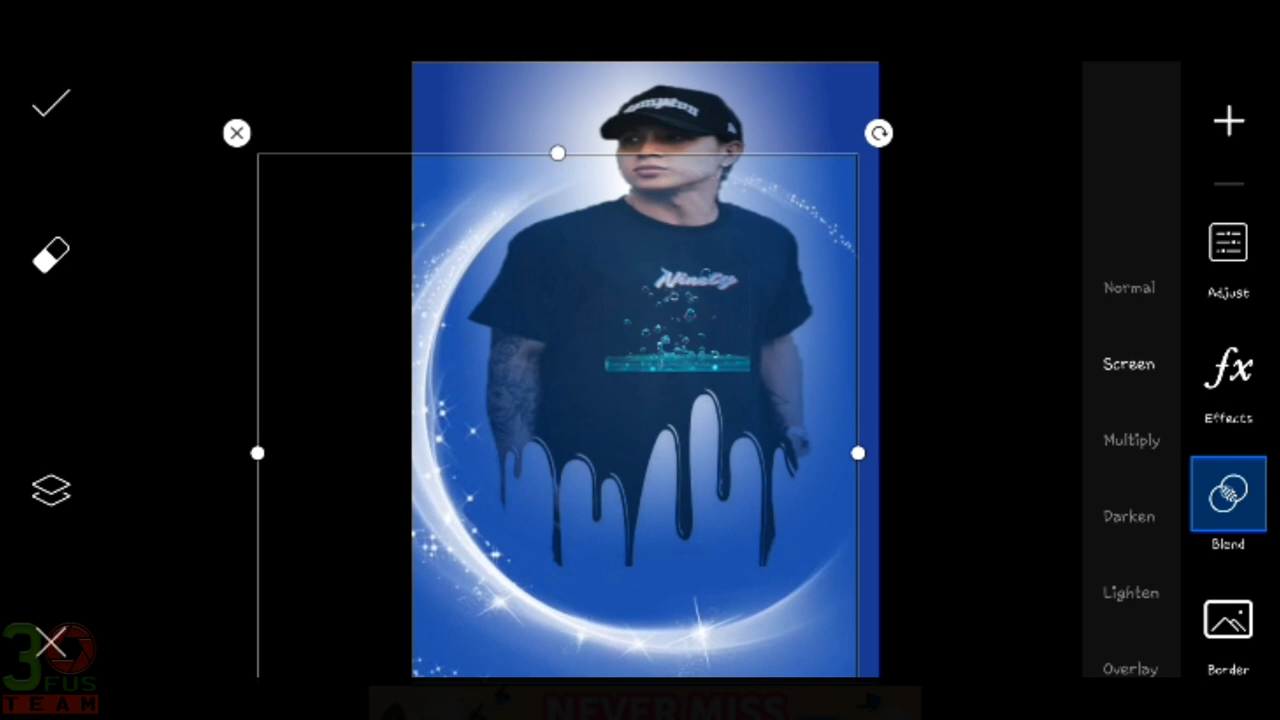 Ninety
Normal
Screen
Multiply
Darken
Lighten
Overlay
Adjust
fx
Effects
Blend
Border
3
FUS
TEAM
NEVER MISS